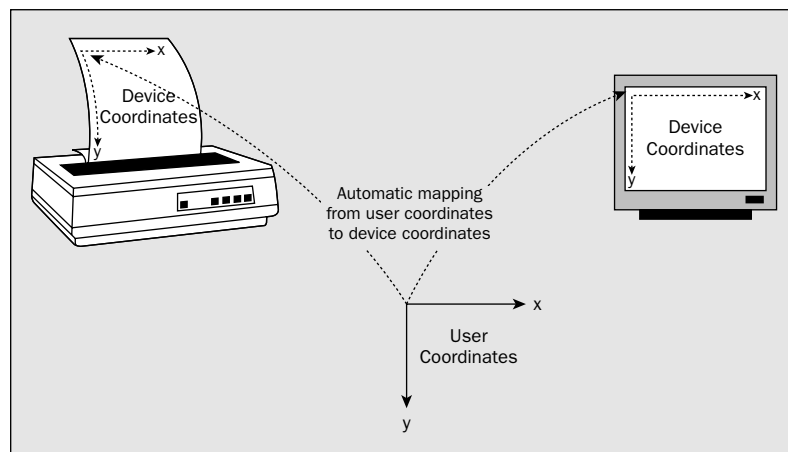 x
Device
Coordinates
y
x
Device
Coordinates
y
Automatic mapping
from user coordinates
to device coordinates
x
User
Coordinates
y